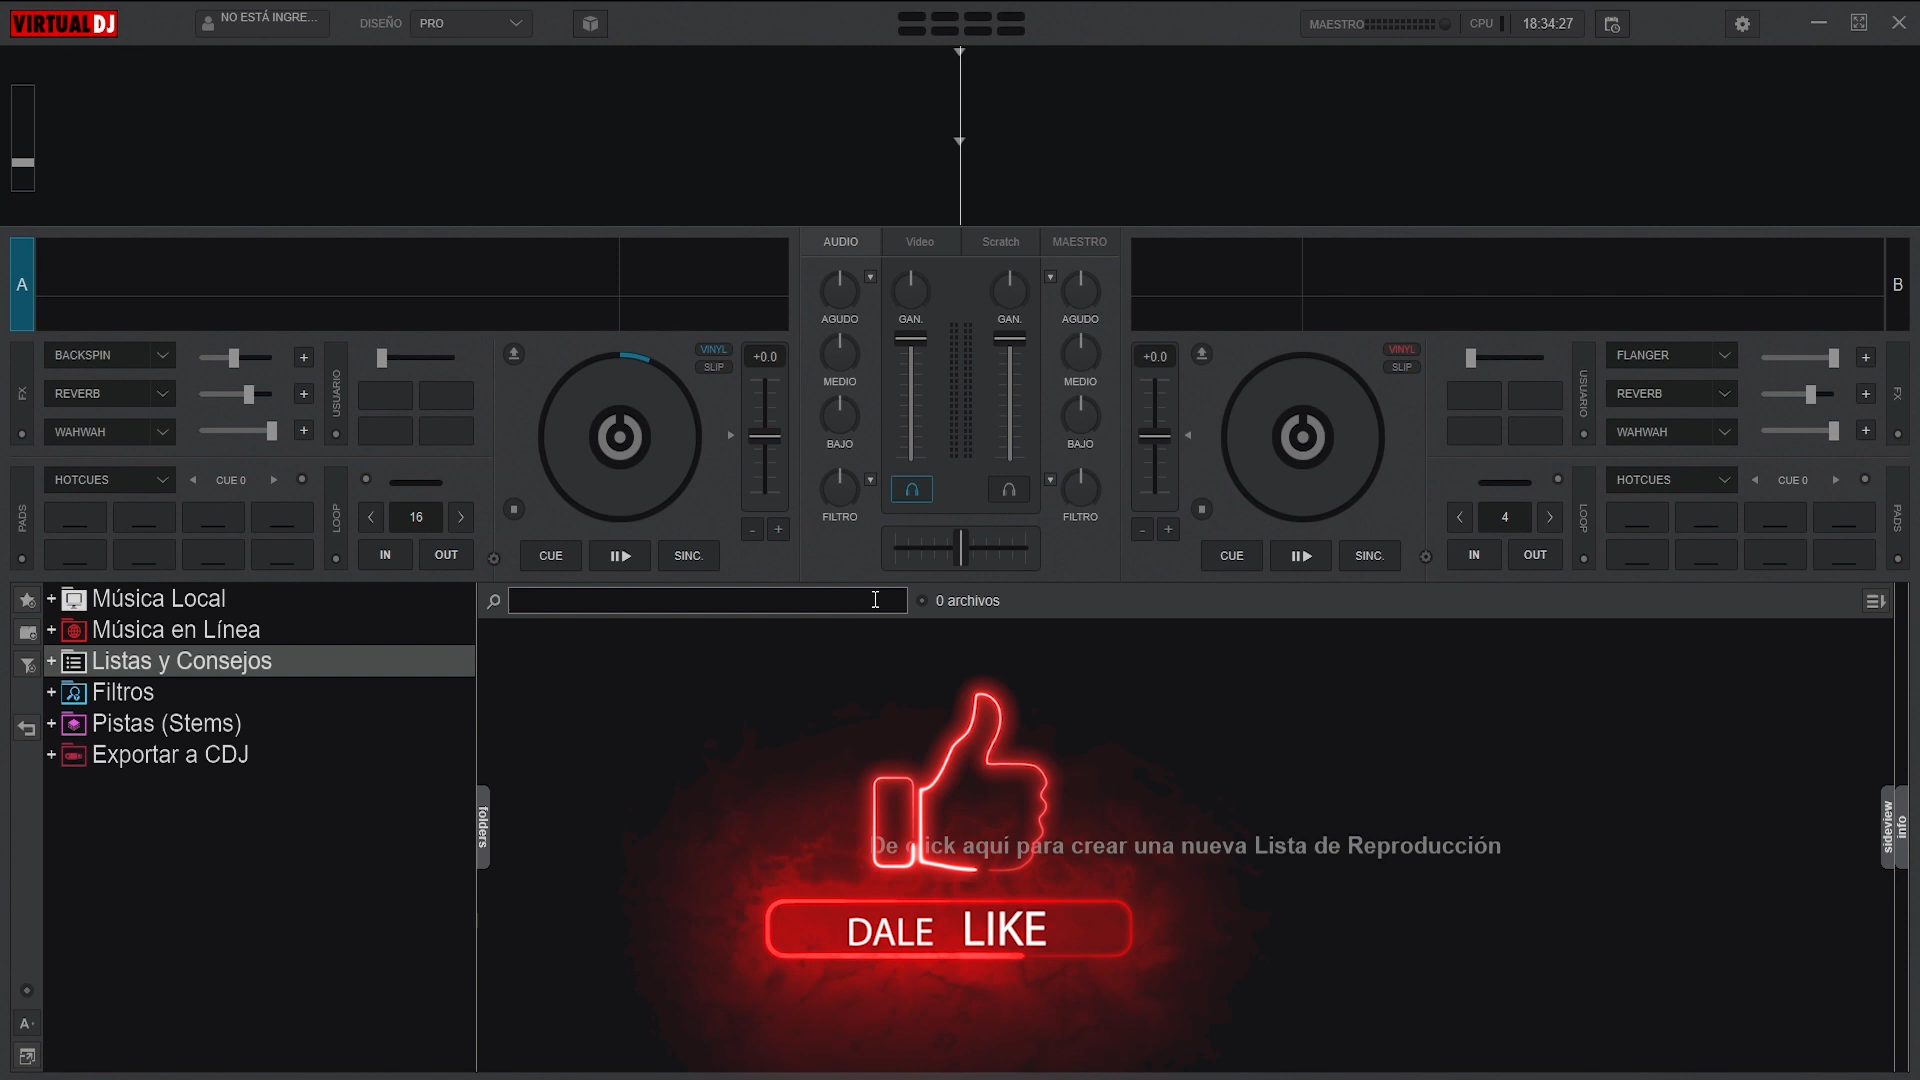 VIRTUAL DJ
NO ESTÁ INGRE...
DISEÑO
PRO
MAESTRO
CPU
18:34:27
A
AUDIO
Video
Scratch
MAESTRO
B
AGUDO
GAN.
GAN.
AGUDO
MEDIO
MEDIO
BAJO
BAJO
FILTRO
FILTRO
FX
BACKSPIN
REVERB
WAHWAH
+
+
+
USUARIO
VINYL
SLIP
+0.0
PADS
HOTCUES
CUE 0
LOOP
16
IN
OUT
CUE
SINC.
-
+
+0.0
VINYL
SLIP
USUARIO
FLANGER
REVERB
WAHWAH
+
+
+
FX
-
+
CUE
SINC.
4
IN
OUT
LOOP
HOTCUES
CUE 0
PADS
+ Música Local
+ Música en Línea
+ Listas y Consejos
+ Filtros
+ Pistas (Stems)
+ Exportar a CDJ
A+
folders
0 archivos
De click aquí para crear una nueva Lista de Reproducción
DALE LIKE
sideview
info